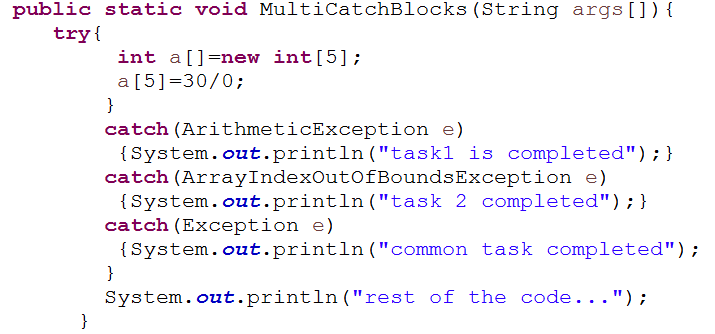 public static void MultiCatchBlocks(String args[]){
try{
int a[]=new int[5];
a[5]=30/0;
}
catch(ArithmeticException e)
{System.out.println("task1 is completed");}
catch(ArrayIndexOutOfBoundsException e)
{System.out.println("task 2 completed");}
catch(Exception e)
{System.out.println("common task completed");
}
System.out.println("rest of the code...");
}